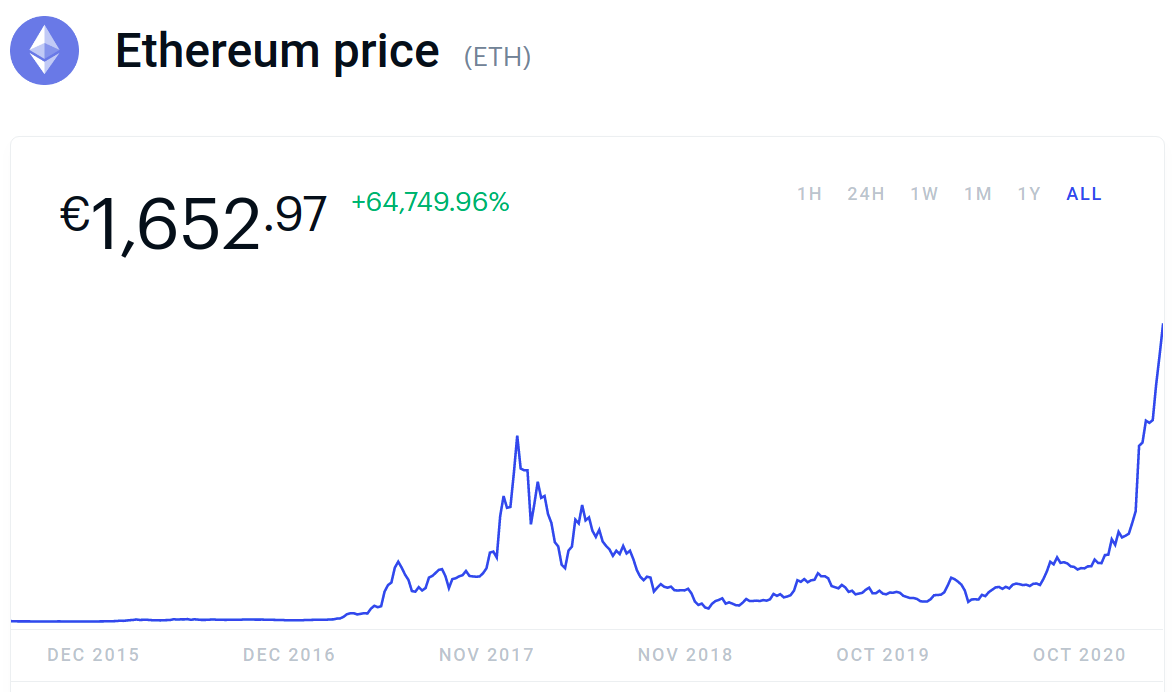 Ethereum price (ETH)
€1,652.97 +64,749.96% 1H 24H 1W 1M 1Y ALL
DEC 2015 DEC 2016 NOV 2017 NOV 2018 OCT 2019 OCT 2020